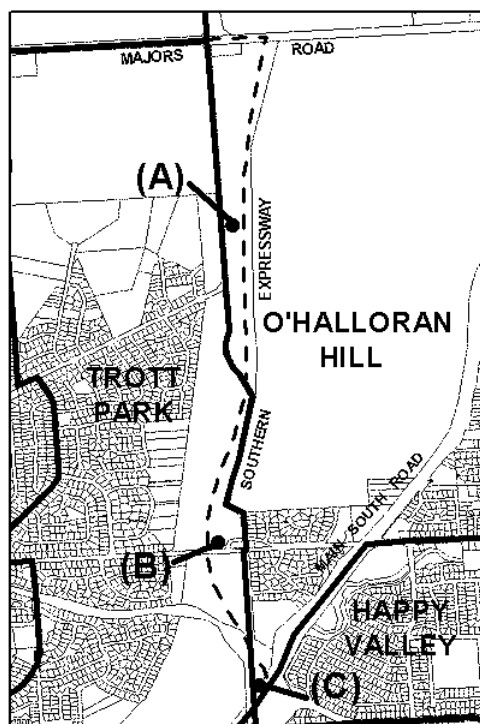 MAJORS ROAD
(A)
EXPRESSWAY
O'HALLORAN
HILL
TROTT
PARK
SOUTHERN
MAIN SOUTH ROAD
(B)
HAPPY
VALLEY
(C)